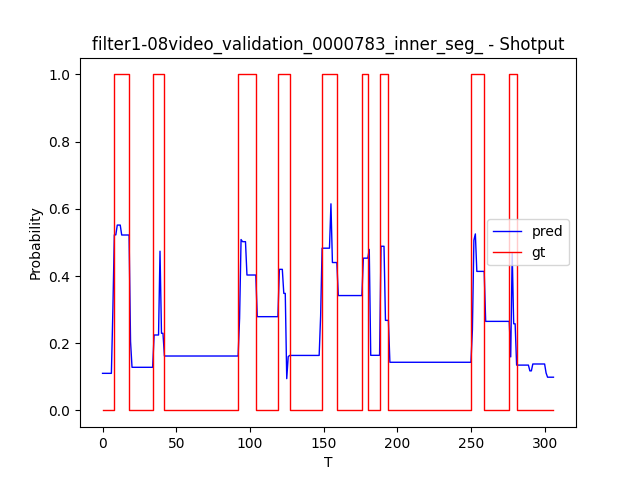 filter1-08video_validation_0000783_inner_seg_ - Shotput
1.0
0.8
0.6
0.4
0.2
0.0
Probability
pred
gt
0 50 100 150 200 250 300
T